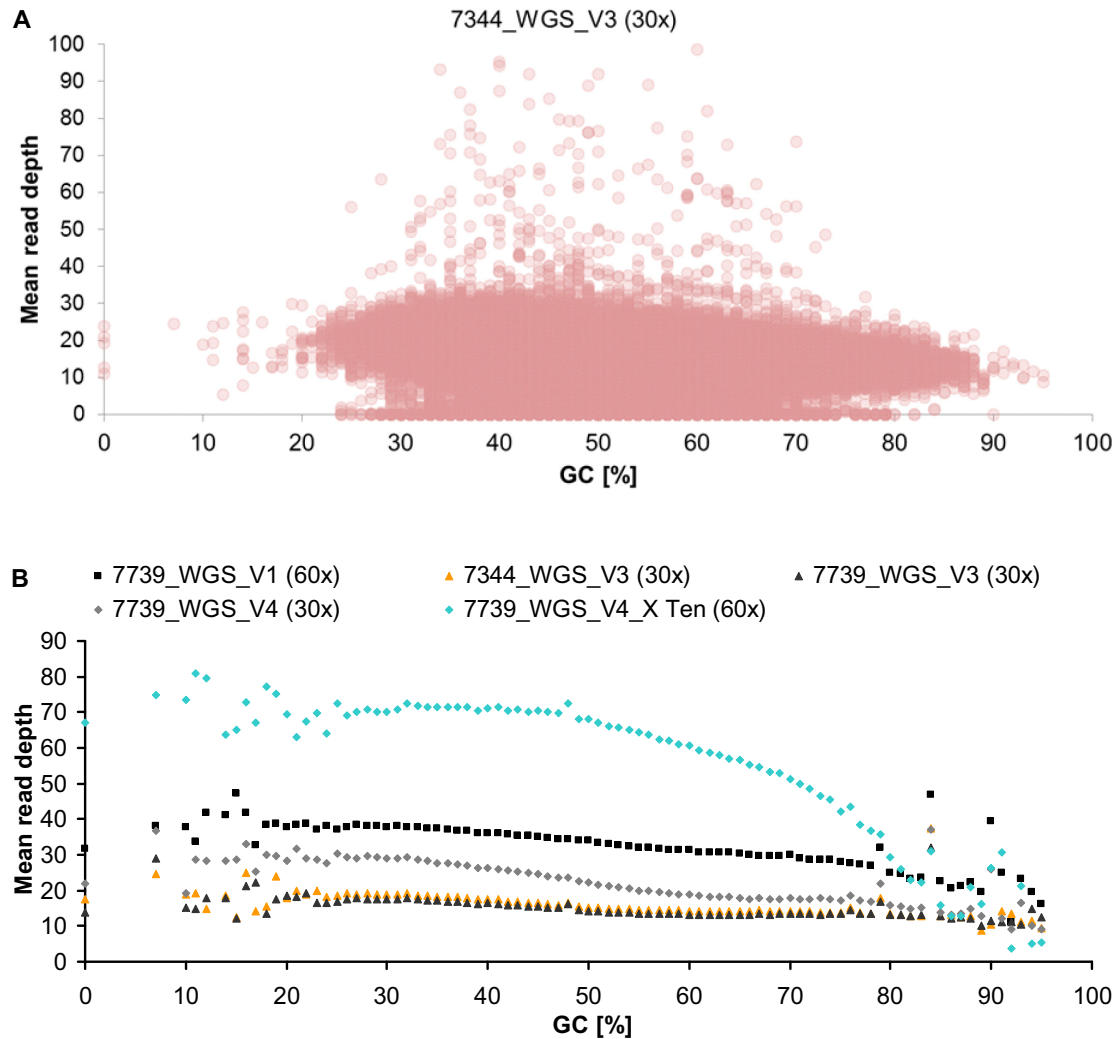 A
7344_WGS_V3 (30x)
100
90
80
70
60
50
40
30
20
10
0
Mean read depth
0 10 20 30 40 50 60 70 80 90 100
GC [%]
B
7739_WGS_V1 (60x) 7344_WGS_V3 (30x) 7739_WGS_V3 (30x)
7739_WGS_V4 (30x) 7739_WGS_V4_X Ten (60x)
90
80
70
60
50
40
30
20
10
0
Mean read depth
0 10 20 30 40 50 60 70 80 90 100
GC [%]